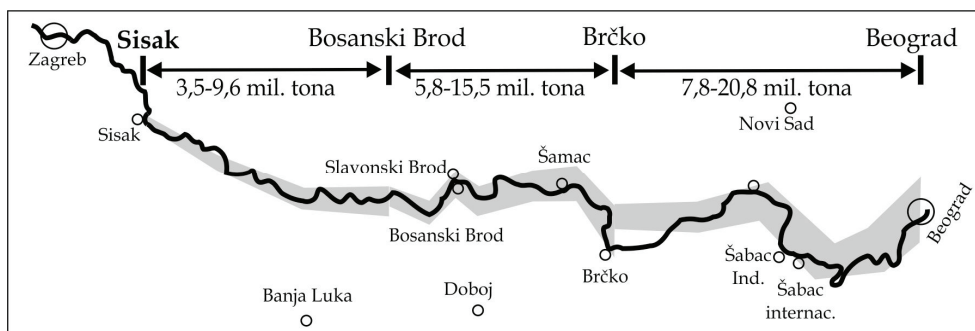 Zagreb
Sisak
Bosanski Brod
Brčko
Beograd
3,5-9,6 mil. tona
5,8-15,5 mil. tona
7,8-20,8 mil. tona
Novi Sad
Sisak
Slavonski Brod
Šamac
Bosanski Brod
Brčko
Šabac
Ind.
Šabac
internac.
Beograd
Banja Luka
Doboj